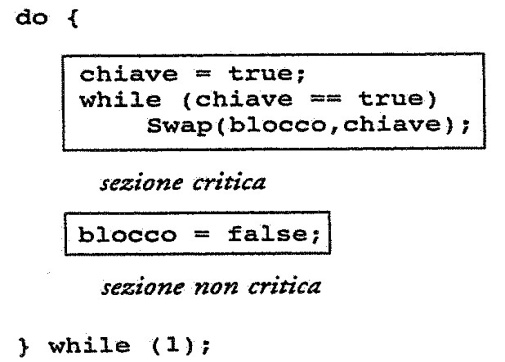 do {
chiave = true;
while (chiave == true)
Swap(blocco,chiave);
sezione critica
blocco = false;
sezione non critica
} while (1);